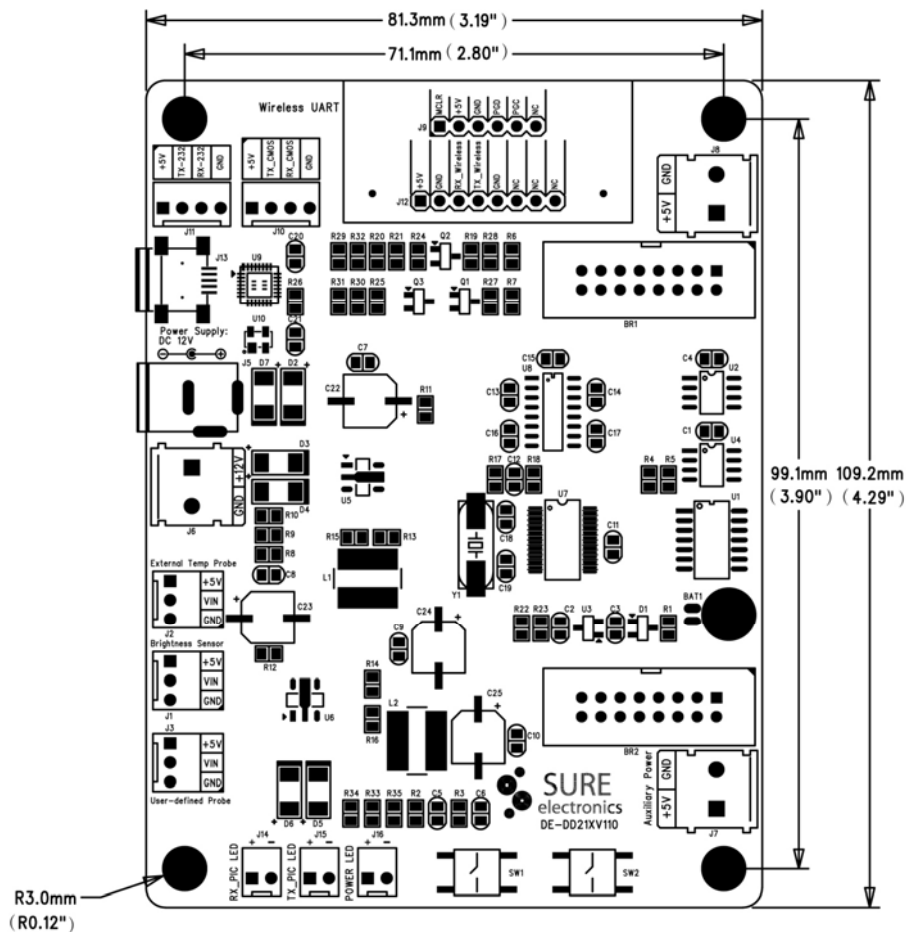 81.3mm (3.19")
71.1mm (2.80")
Wireless UART
MCLR
+5V
GND
PGD
PGC
NC
J9
+5V
GND
RX_Wireless
TX_Wireless
GND
NC
NC
NC
J12
+5V
TX-232
RX-232
GND
J11
+5V
TX_CMOS
RX_CMOS
GND
J10
J8
GND
+5V
J13
U9
C20
R26
U10
C21
R29 R32 R20 R21 R24 Q2 R19 R28 R6
R31 R30 R25 Q3 Q1 R27 R7
BR1
Power Supply:
DC 12V
J5 D7 D2
C7
C22
R11
C15
U8
C13 C14
C16 C17
C4 U2
C1 U4
D3
+12V
GND
J6
D4
U5
R17 C12 R18
R4 R5
U1
U7
C18
C11
C19
Y1
R10
R9
R8
C8
R15 R13
L1
99.1mm
(3.90")
109.2mm
(4.29")
External Temp Probe
+5V
VIN
GND
J2
C23
R12
C24
C9
R22 R23 C2 U3 C3 D1 R1
BAT1
Brightness Sensor
+5V
VIN
GND
J1
U6
R14
R16
L2
C25
C10
BR2
J3
+5V
VIN
GND
User-defined Probe
D6 D5
R34 R33 R35 R2 C5 R3 C6
SURE
electronics
DE-DD21XV110
Auxiliary Power
GND
+5V
J7
J14
RX_PIC LED
+ -
J15
TX_PIC LED
+ -
J16
POWER LED
+ -
SW1
SW2
R3.0mm
(R0.12")